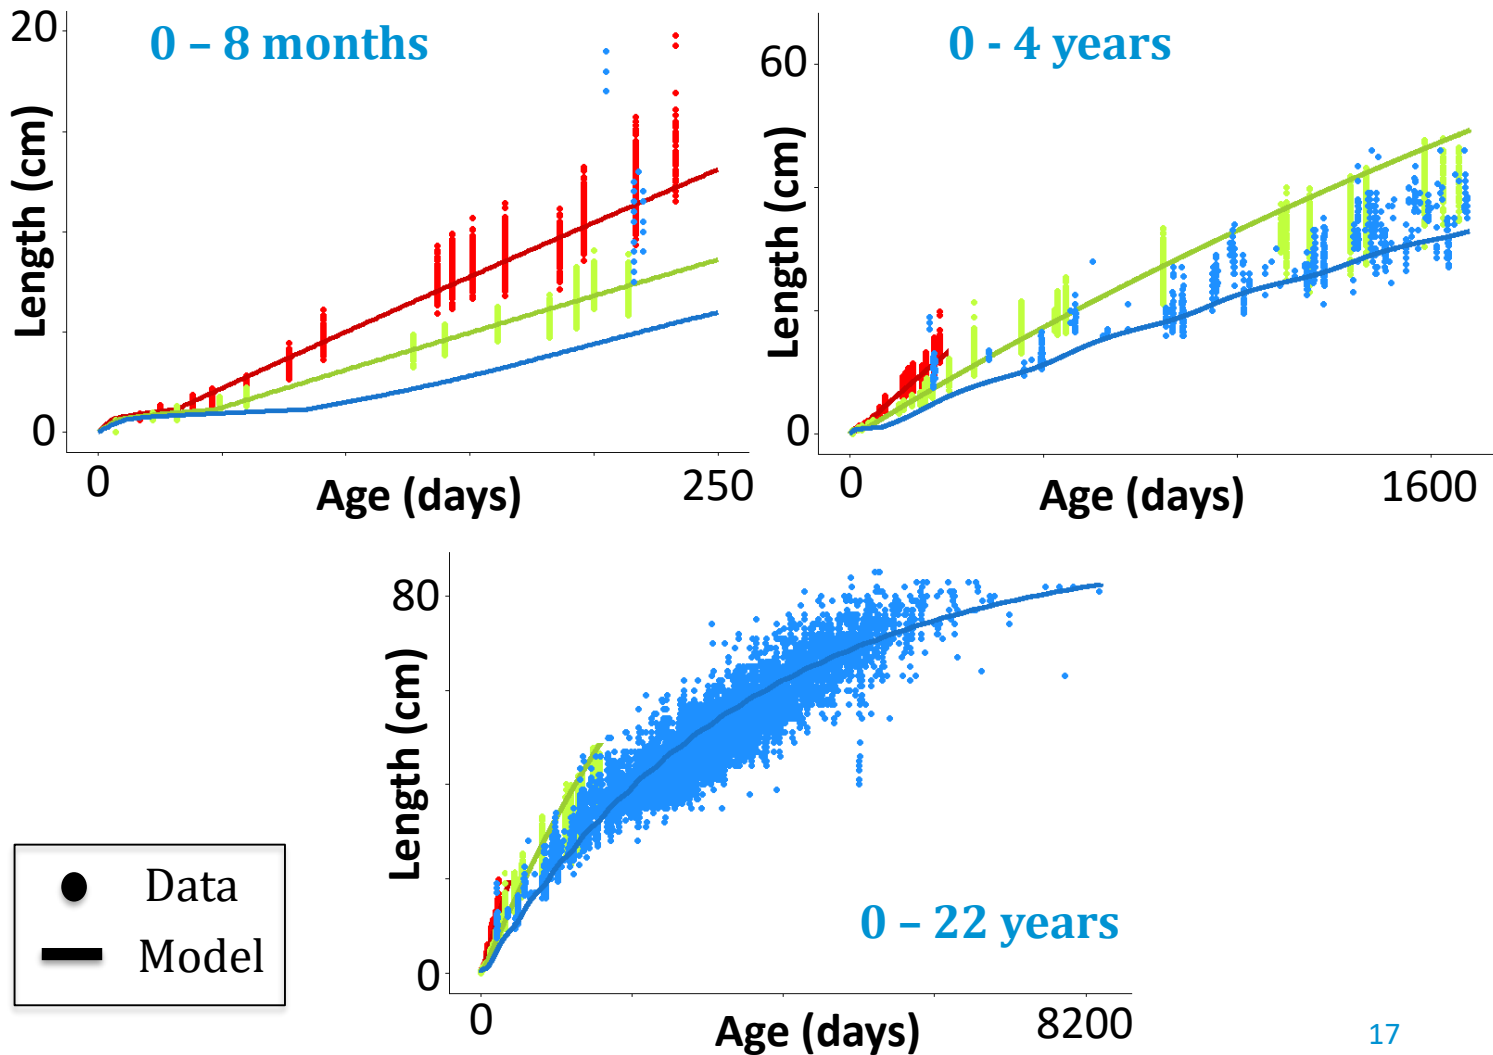 20
0 – 8 months
Length (cm)
0
0
Age (days)
250
60
0 - 4 years
Length (cm)
0
0
Age (days)
1600
80
Length (cm)
0
0 – 22 years
0
Age (days)
8200
Data
Model
17